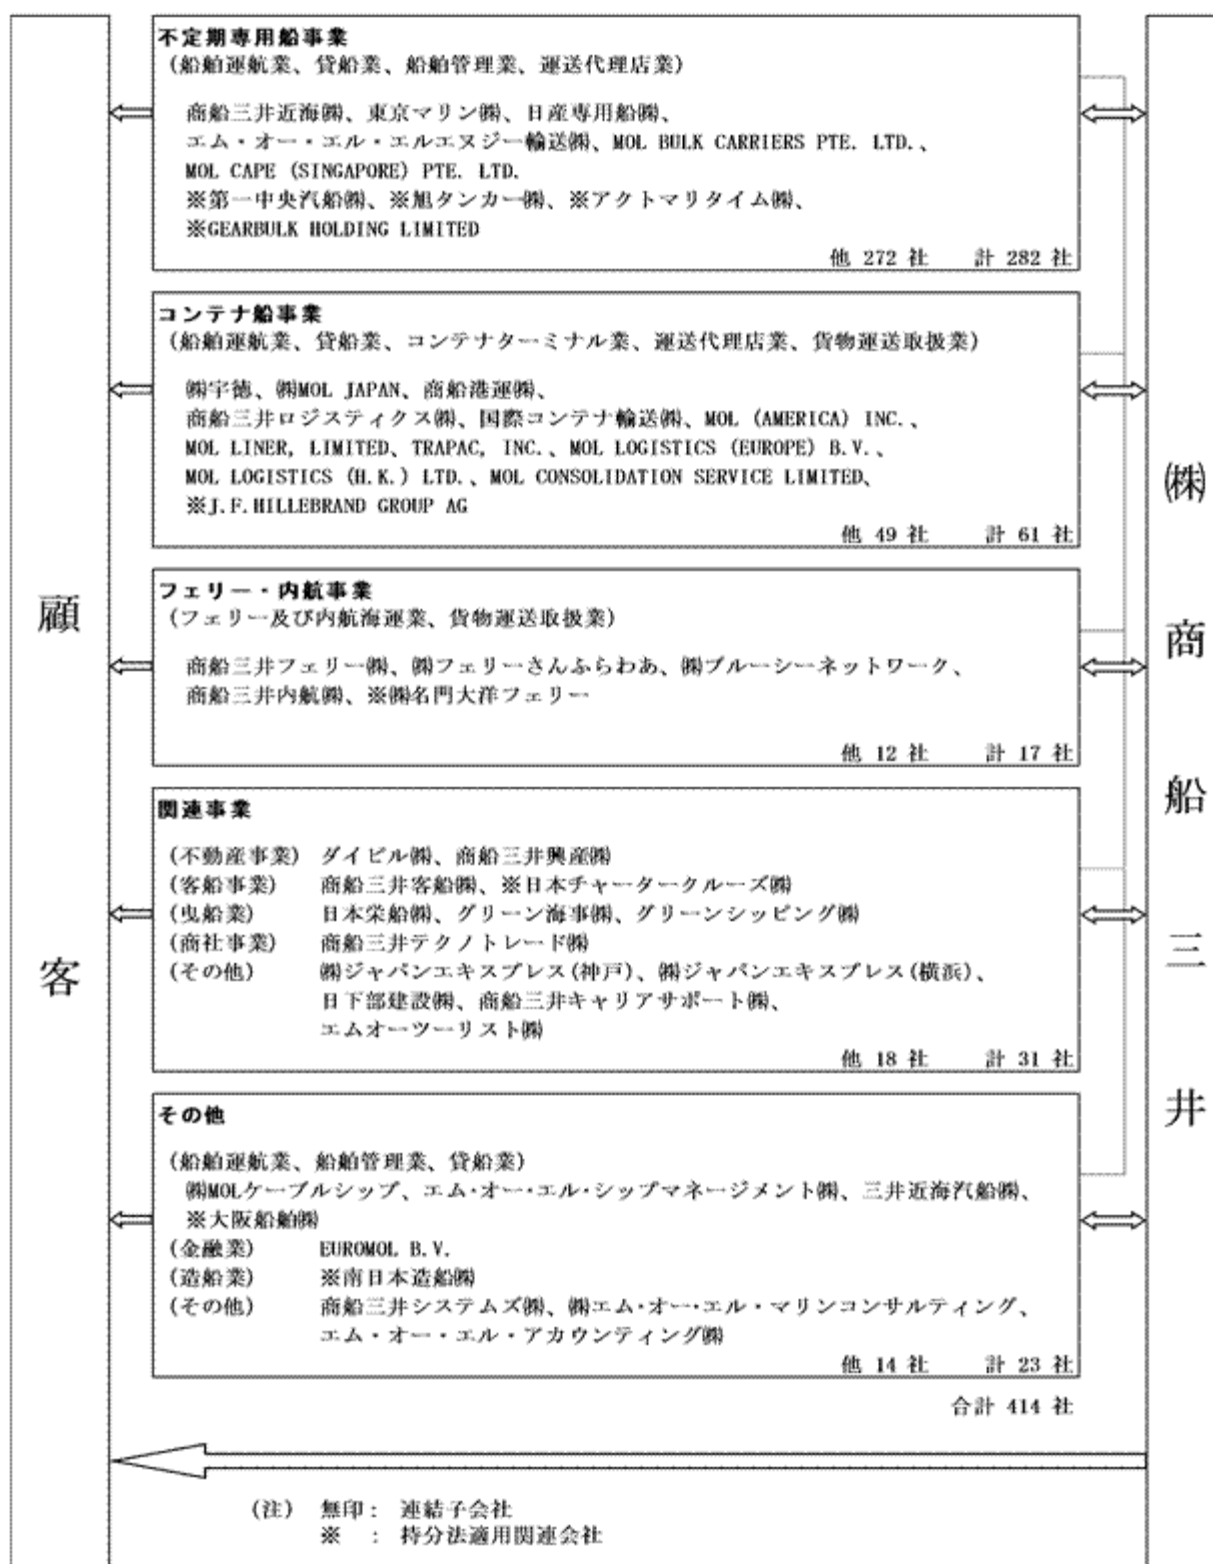 不定期専用船事業
(船舶運航業、貸船業、船舶管理業、運送代理店業)
商船三井近海㈱、東京マリン㈱、日産専用船㈱、
エム・オー・エル・エルエヌジー輸送㈱、MOL BULK CARRIERS PTE. LTD.、
MOL CAPE (SINGAPORE) PTE. LTD.
※第一中央汽船㈱、※旭タンカー㈱、※アクトマリタイム㈱、
※GEARBULK HOLDING LIMITED
他 272 社 計 282 社
コンテナ船事業
(船舶運航業、貸船業、コンテナターミナル業、運送代理店業、貨物運送取扱業)
㈱宇徳、㈱MOL JAPAN、商船港運㈱、
商船三井ロジスティクス㈱、国際コンテナ輸送㈱、MOL (AMERICA) INC.、
MOL LINER, LIMITED、TRAPAC, INC.、MOL LOGISTICS (EUROPE) B.V.、
MOL LOGISTICS (H.K.) LTD.、MOL CONSOLIDATION SERVICE LIMITED、
※J.F.HILLEBRAND GROUP AG
他 49 社 計 61 社
フェリー・内航事業
(フェリー及び内航海運業、貨物運送取扱業)
商船三井フェリー㈱、㈱フェリーさんふらわあ、㈱ブルーシーネットワーク、
商船三井内航㈱、※㈱名門大洋フェリー
他 12 社 計 17 社
関連事業
(不動産事業) ダイビル㈱、商船三井興産㈱
(客船事業) 商船三井客船㈱、※日本チャータークルーズ㈱
(曳船業) 日本栄船㈱、グリーン海事㈱、グリーンシッピング㈱
(商社事業) 商船三井テクノトレード㈱
(その他) ㈱ジャパンエキスプレス(神戸)、㈱ジャパンエキスプレス(横浜)、
日下部建設㈱、商船三井キャリアサポート㈱、
エムオーツーリスト㈱
他 18 社 計 31 社
その他
(船舶運航業、船舶管理業、貸船業)
㈱MOLケーブルシップ、エム・オー・エル・シップマネージメント㈱、三井近海汽船㈱、
※大阪船舶㈱
(金融業) EUROMOL B.V.
(造船業) ※南日本造船㈱
(その他) 商船三井システムズ㈱、㈱エム・オー・エル・マリンコンサルティング、
エム・オー・エル・アカウンティング㈱
他 14 社 計 23 社
合計 414 社
顧客
㈱商船三井
(注) 無印: 連結子会社
※ : 持分法適用関連会社